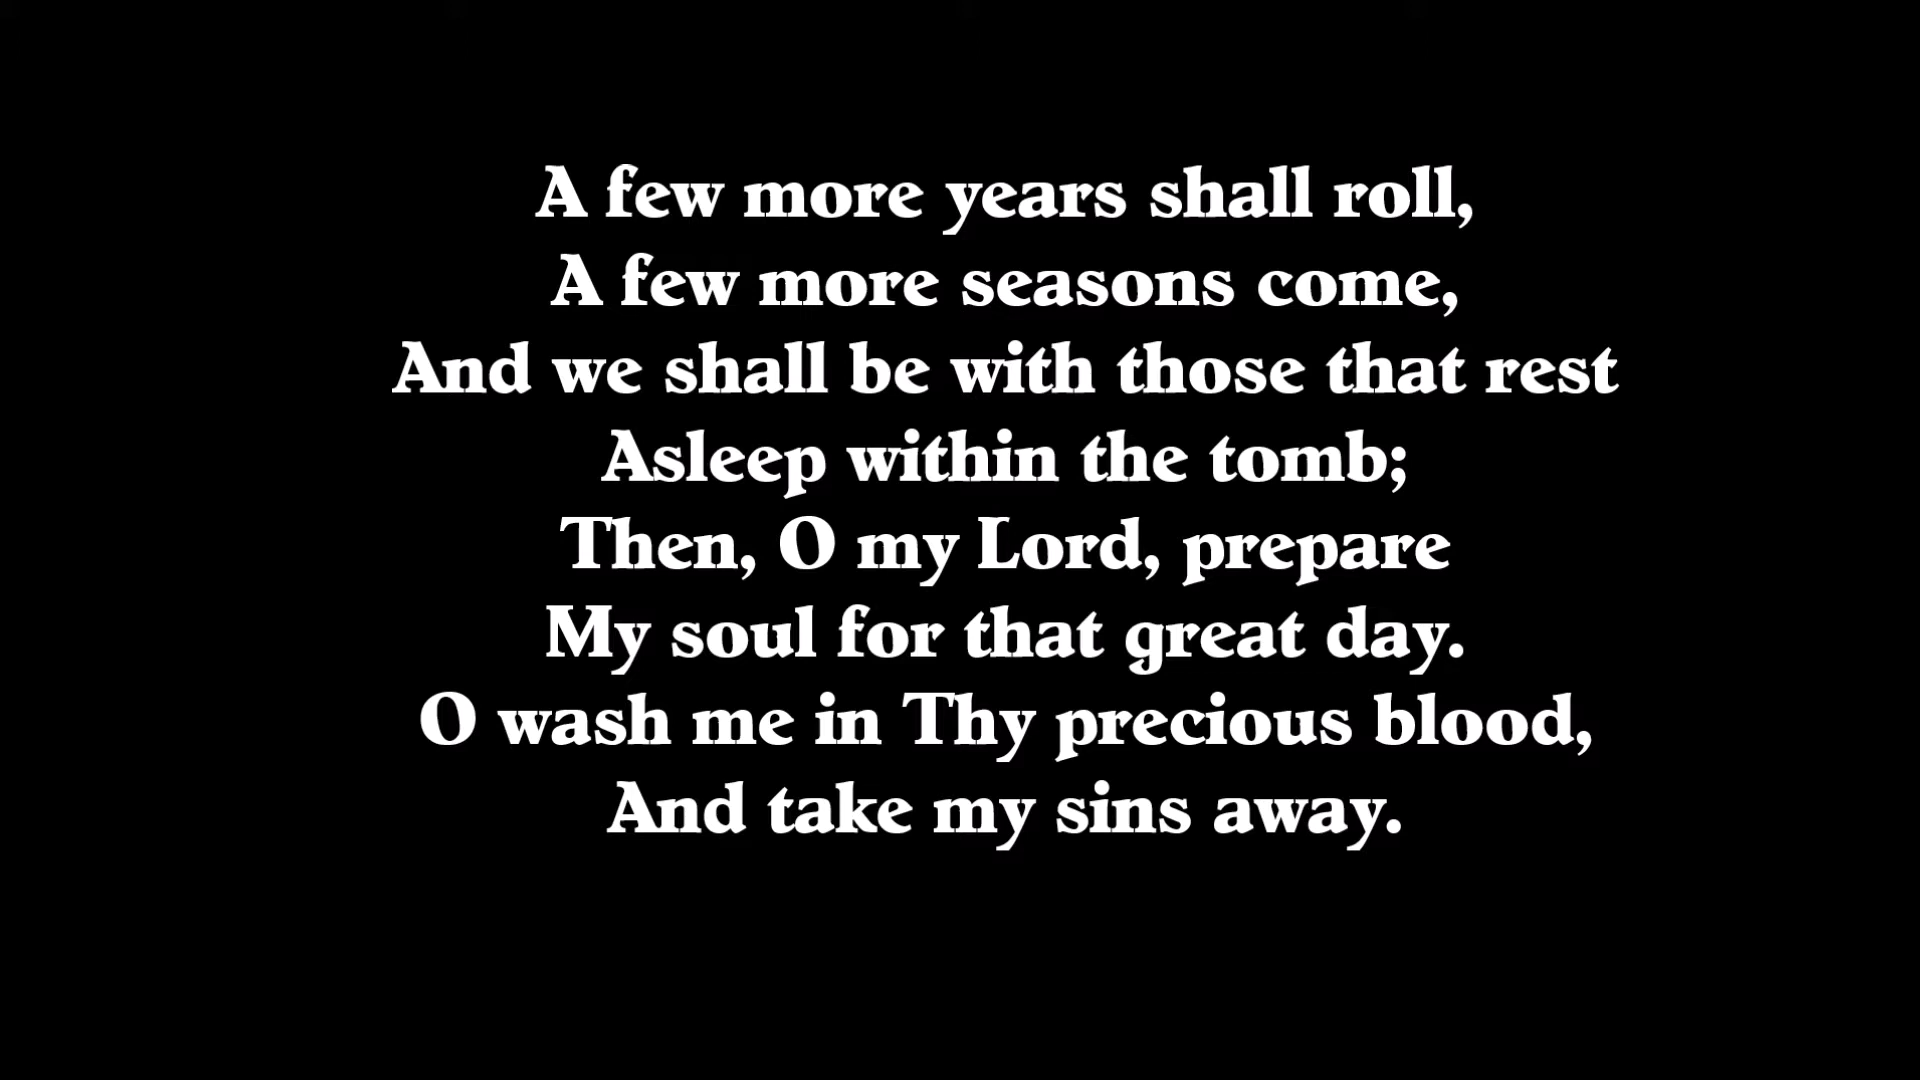 A few more years shall roll,
A few more seasons come,
And we shall be with those that rest
Asleep within the tomb;
Then, O my Lord, prepare
My soul for that great day.
O wash me in Thy precious blood,
And take my sins away.